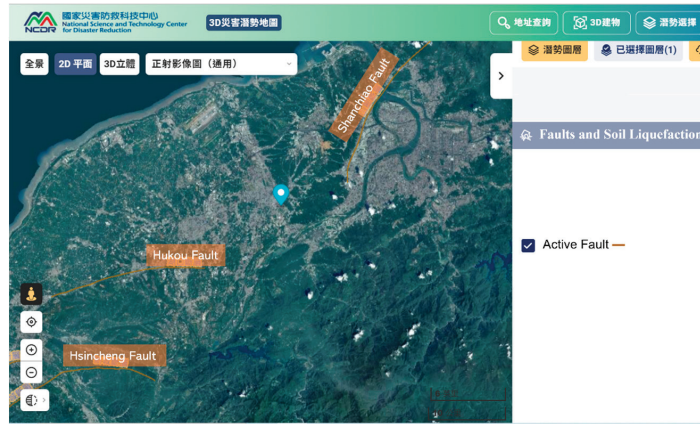 NCDR
國家災害防救科技中心
National Science and Technology Center
for Disaster Reduction
3D災害潛勢地圖
地址查詢
3D建物
潛勢選擇
全景
2D 平面
3D立體
正射影像圖（通用）
潛勢圖層
已選擇圖層(1)
Shanchiao Fault
Faults and Soil Liquefaction
Active Fault
Hukou Fault
Hsincheng Fault